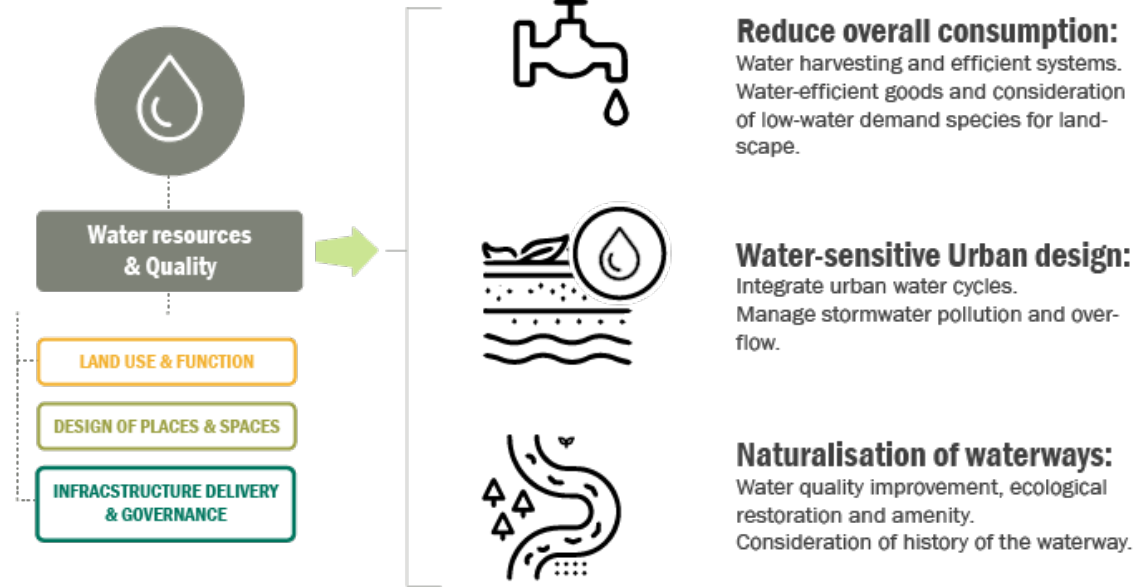 Water resources
& Quality
LAND USE & FUNCTION
DESIGN OF PLACES & SPACES
INFRACSTRUCTURE DELIVERY
& GOVERNANCE
Reduce overall consumption:
Water harvesting and efficient systems.
Water-efficient goods and consideration
of low-water demand species for land-
scape.
Water-sensitive Urban design:
Integrate urban water cycles.
Manage stormwater pollution and over-
flow.
Naturalisation of waterways:
Water quality improvement, ecological
restoration and amenity.
Consideration of history of the waterway.